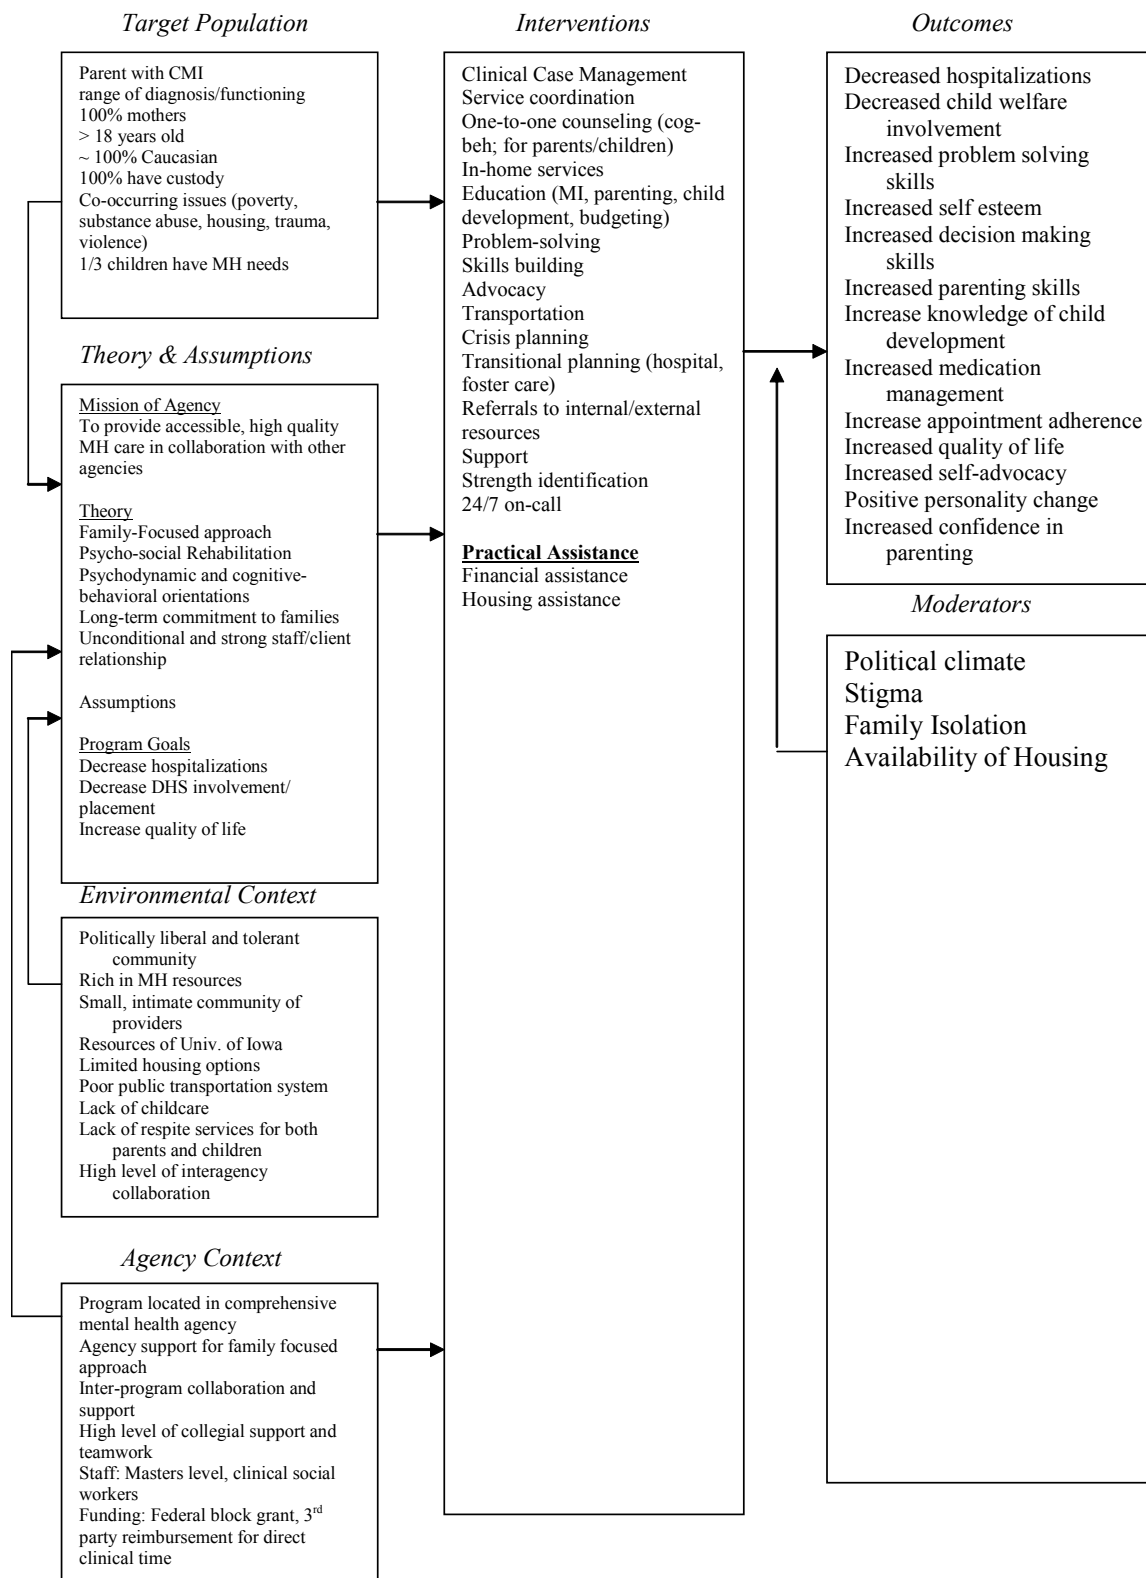 Target Population
Parent with CMI
range of diagnosis/functioning
100% mothers
> 18 years old
~ 100% Caucasian
100% have custody
Co-occurring issues (poverty,
substance abuse, housing, trauma,
violence)
1/3 children have MH needs
Theory & Assumptions
Mission of Agency
To provide accessible, high quality
MH care in collaboration with other
agencies
Theory
Family-Focused approach
Psycho-social Rehabilitation
Psychodynamic and cognitive-
behavioral orientations
Long-term commitment to families
Unconditional and strong staff/client
relationship
Assumptions
Program Goals
Decrease hospitalizations
Decrease DHS involvement/
placement
Increase quality of life
Environmental Context
Politically liberal and tolerant
community
Rich in MH resources
Small, intimate community of
providers
Resources of Univ. of Iowa
Limited housing options
Poor public transportation system
Lack of childcare
Lack of respite services for both
parents and children
High level of interagency
collaboration
Agency Context
Program located in comprehensive
mental health agency
Agency support for family focused
approach
Inter-program collaboration and
support
High level of collegial support and
teamwork
Staff: Masters level, clinical social
workers
Funding: Federal block grant, 3rd
party reimbursement for direct
clinical time
Interventions
Clinical Case Management
Service coordination
One-to-one counseling (cog-
beh; for parents/children)
In-home services
Education (MI, parenting, child
development, budgeting)
Problem-solving
Skills building
Advocacy
Transportation
Crisis planning
Transitional planning (hospital,
foster care)
Referrals to internal/external
resources
Support
Strength identification
24/7 on-call
Practical Assistance
Financial assistance
Housing assistance
Outcomes
Decreased hospitalizations
Decreased child welfare
involvement
Increased problem solving
skills
Increased self esteem
Increased decision making
skills
Increased parenting skills
Increase knowledge of child
development
Increased medication
management
Increase appointment adherence
Increased quality of life
Increased self-advocacy
Positive personality change
Increased confidence in
parenting
Moderators
Political climate
Stigma
Family Isolation
Availability of Housing